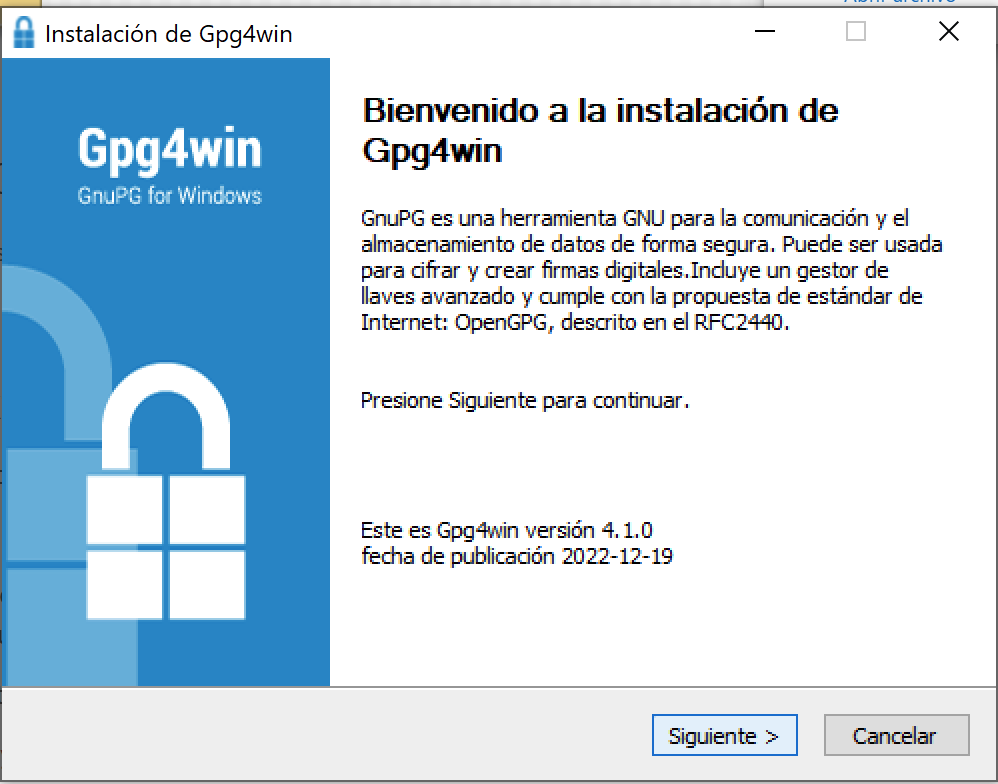 Abrir archivo
Instalación de Gpg4win
Gpg4win
GnuPG for Windows
Bienvenido a la instalación de
Gpg4win
GnuPG es una herramienta GNU para la comunicación y el
almacenamiento de datos de forma segura. Puede ser usada
para cifrar y crear firmas digitales.Incluye un gestor de
llaves avanzado y cumple con la propuesta de estándar de
Internet: OpenGPG, descrito en el RFC2440.
Presione Siguiente para continuar.
Este es Gpg4win versión 4.1.0
fecha de publicación 2022-12-19
Siguiente >
Cancelar